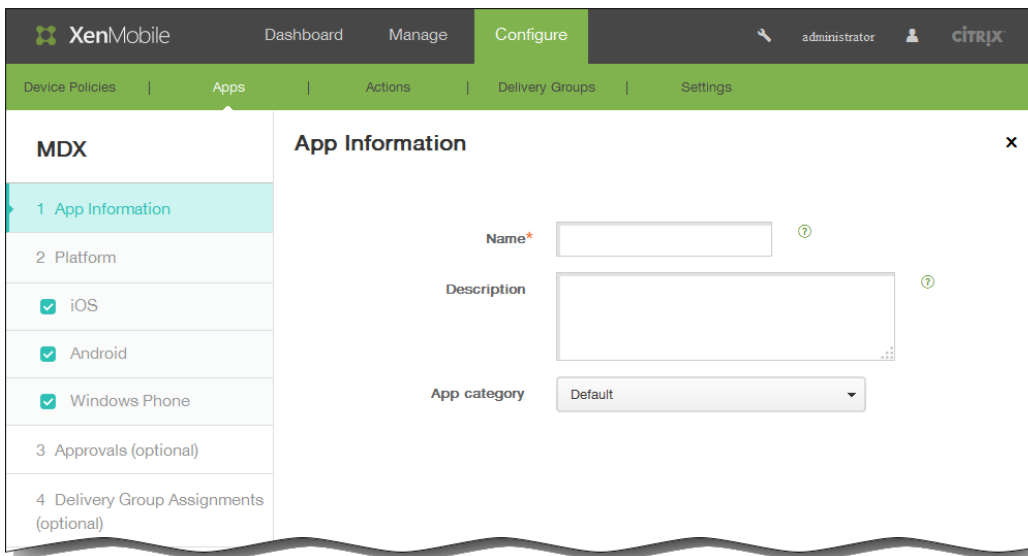 XenMobile Dashboard Manage Configure administrator CITRIX
Device Policies | Apps | Actions | Delivery Groups | Settings
MDX
1 App Information
2 Platform
iOS
Android
Windows Phone
3 Approvals (optional)
4 Delivery Group Assignments
(optional)
App Information
×
Name*
?
Description
?
App category
Default